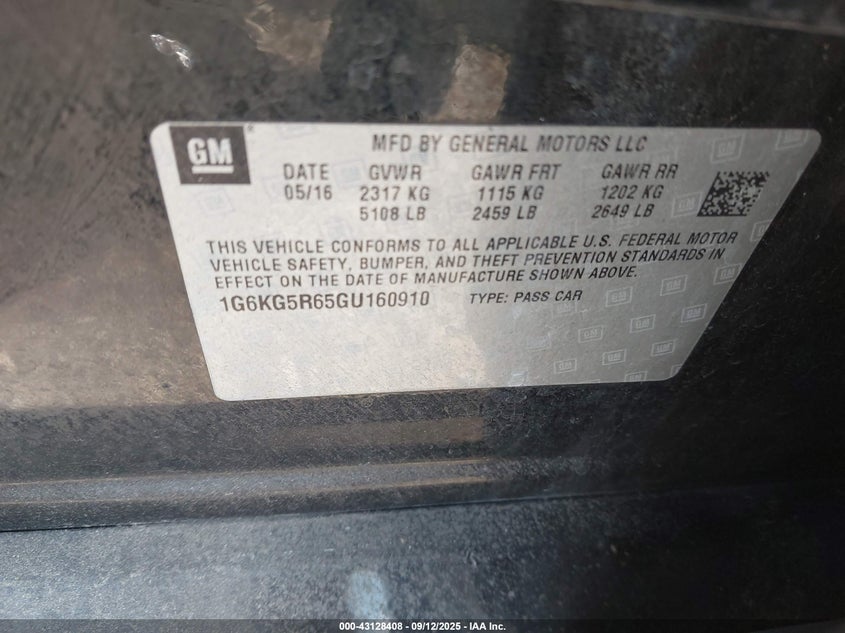 GM
MFD BY GENERAL MOTORS LLC
DATE GVWR GAWR FRT GAWR RR
05/16 2317 KG 1115 KG 1202 KG
5108 LB 2459 LB 2649 LB
THIS VEHICLE CONFORMS TO ALL APPLICABLE U.S. FEDERAL MOTOR
VEHICLE SAFETY, BUMPER, AND THEFT PREVENTION STANDARDS IN
EFFECT ON THE DATE OF MANUFACTURE SHOWN ABOVE.
1G6KG5R65GU160910 TYPE: PASS CAR
000-43128408 - 09/12/2025 - IAA Inc.